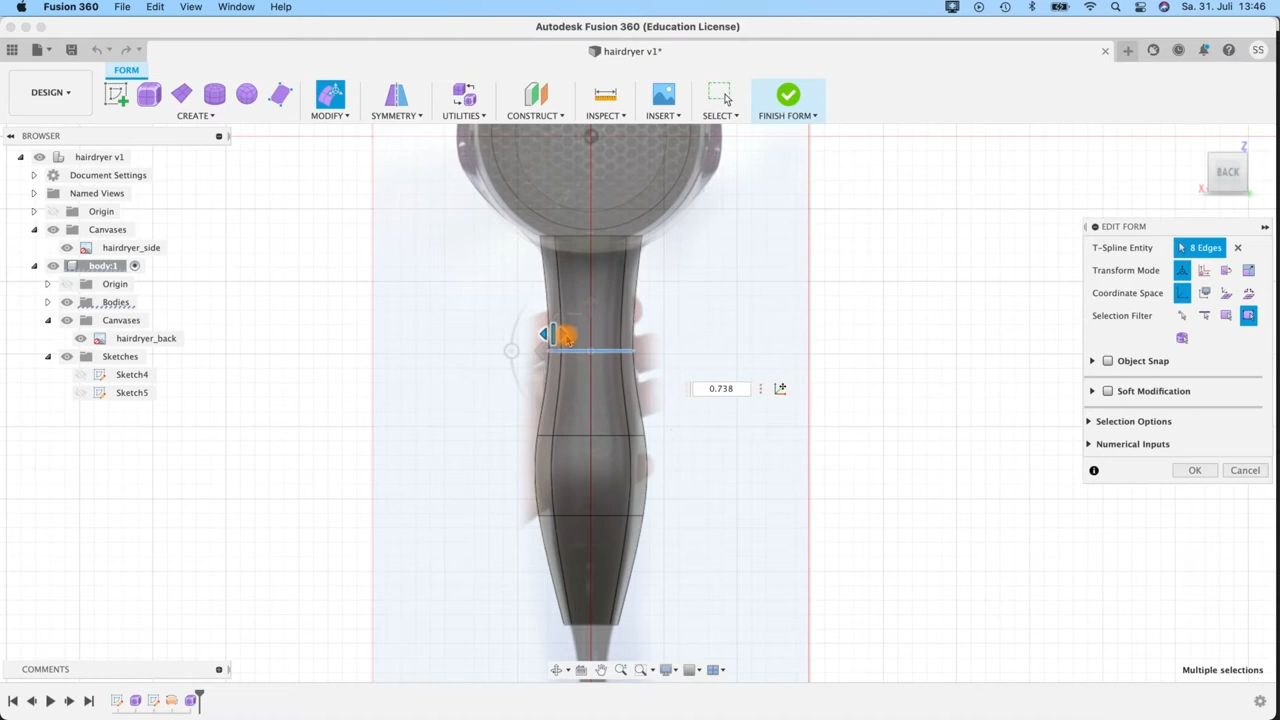 Fusion 360 File Edit View Window Help Sa. 31. Juli 13:46
Autodesk Fusion 360 (Education License)
hairdryer v1*
SS
FORM
DESIGN
CREATE MODIFY SYMMETRY UTILITIES CONSTRUCT INSPECT INSERT SELECT FINISH FORM
BROWSER
hairdryer v1
Document Settings
Named Views
Origin
Canvases
hairdryer_side
body:1
Origin
Bodies
Canvases
hairdryer_back
Sketches
Sketch4
Sketch5
Z
BACK
X
EDIT FORM
T-Spline Entity 8 Edges
Transform Mode
Coordinate Space
Selection Filter
Object Snap
Soft Modification
Selection Options
Numerical Inputs
OK Cancel
0.738
COMMENTS
Multiple selections